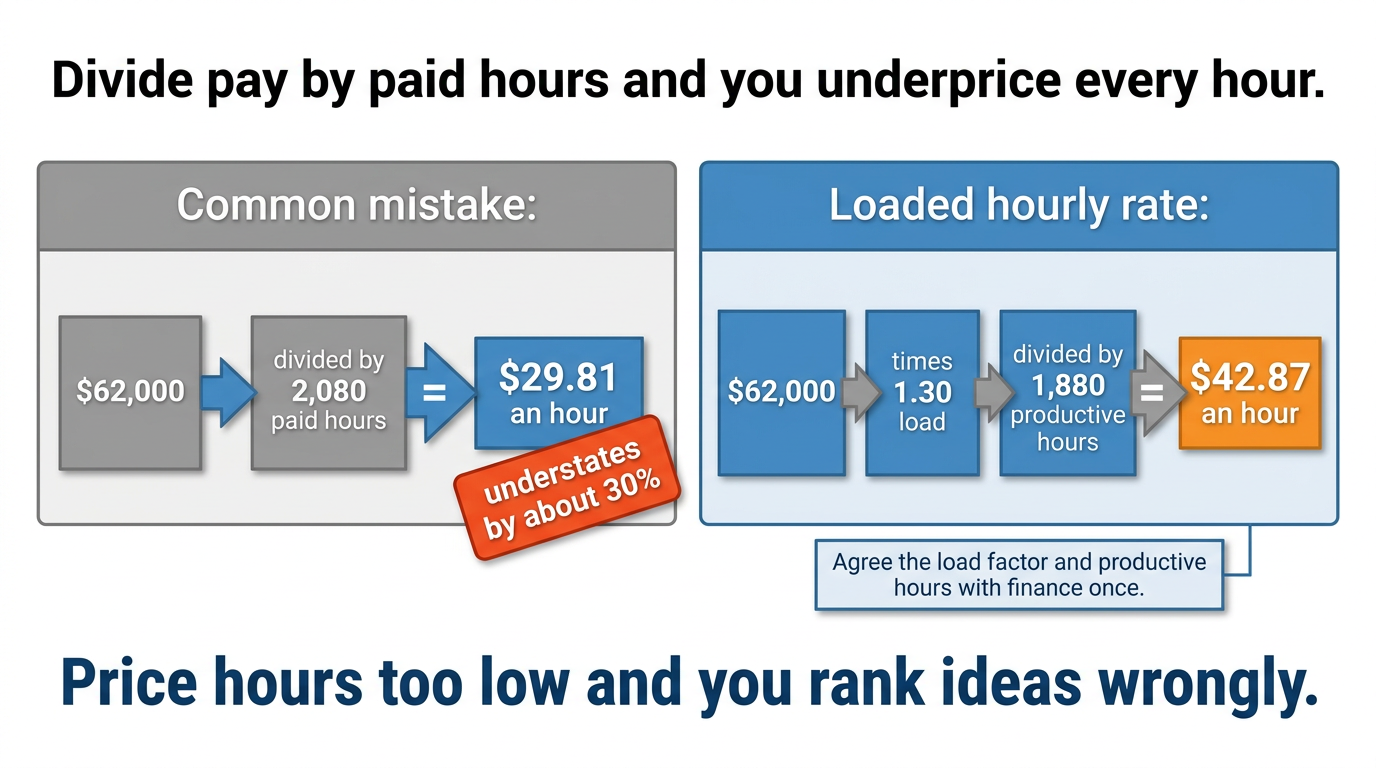 Divide pay by paid hours and you underprice every hour.
Common mistake:
$62,000
divided by
2,080
paid hours
=
$29.81
an hour
understates
by about 30%
Loaded hourly rate:
$62,000
times
1.30
load
divided by
1,880
productive
hours
=
$42.87
an hour
Agree the load factor and productive
hours with finance once.
Price hours too low and you rank ideas wrongly.